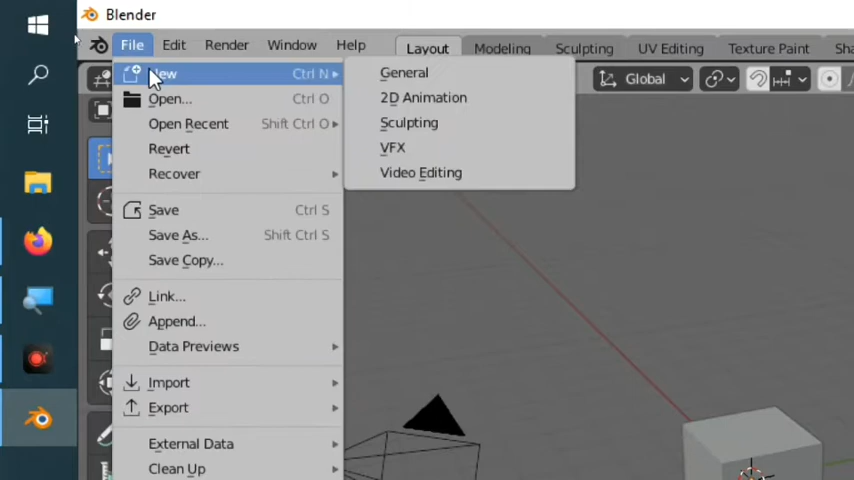 Blender
File Edit Render Window Help Layout Modeling Sculpting UV Editing Texture Paint Sha
New Ctrl N
Open... Ctrl O
Open Recent Shift Ctrl O
Revert
Recover
Save Ctrl S
Save As... Shift Ctrl S
Save Copy...
Link...
Append...
Data Previews
Import
Export
External Data
Clean Up
General
2D Animation
Sculpting
VFX
Video Editing
Global